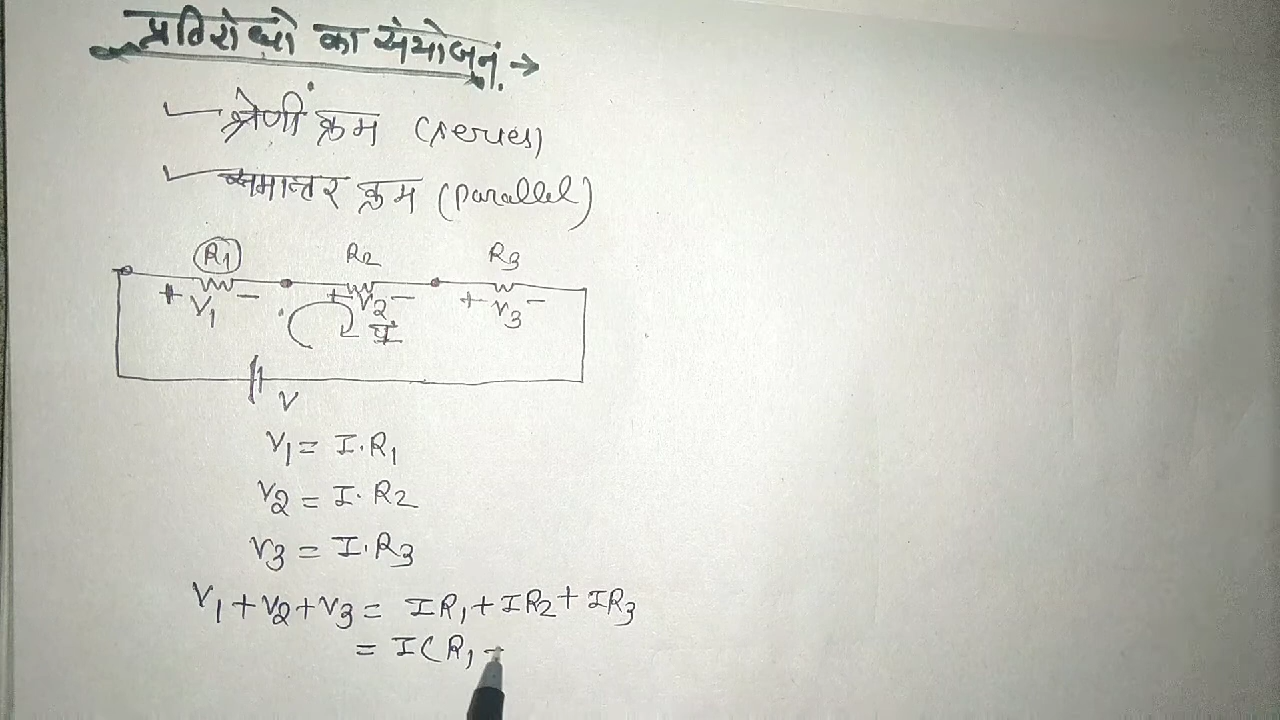 प्रतिरोधो का संयोजन →
श्रेणी क्रम (series)
समान्तर क्रम (parallel)
R1 R2 R3
+ V1 - + V2 - + V3 -
I
V
V1 = I.R1
V2 = I.R2
V3 = I.R3
V1+V2+V3 = IR1+IR2+IR3
= I(R1 -